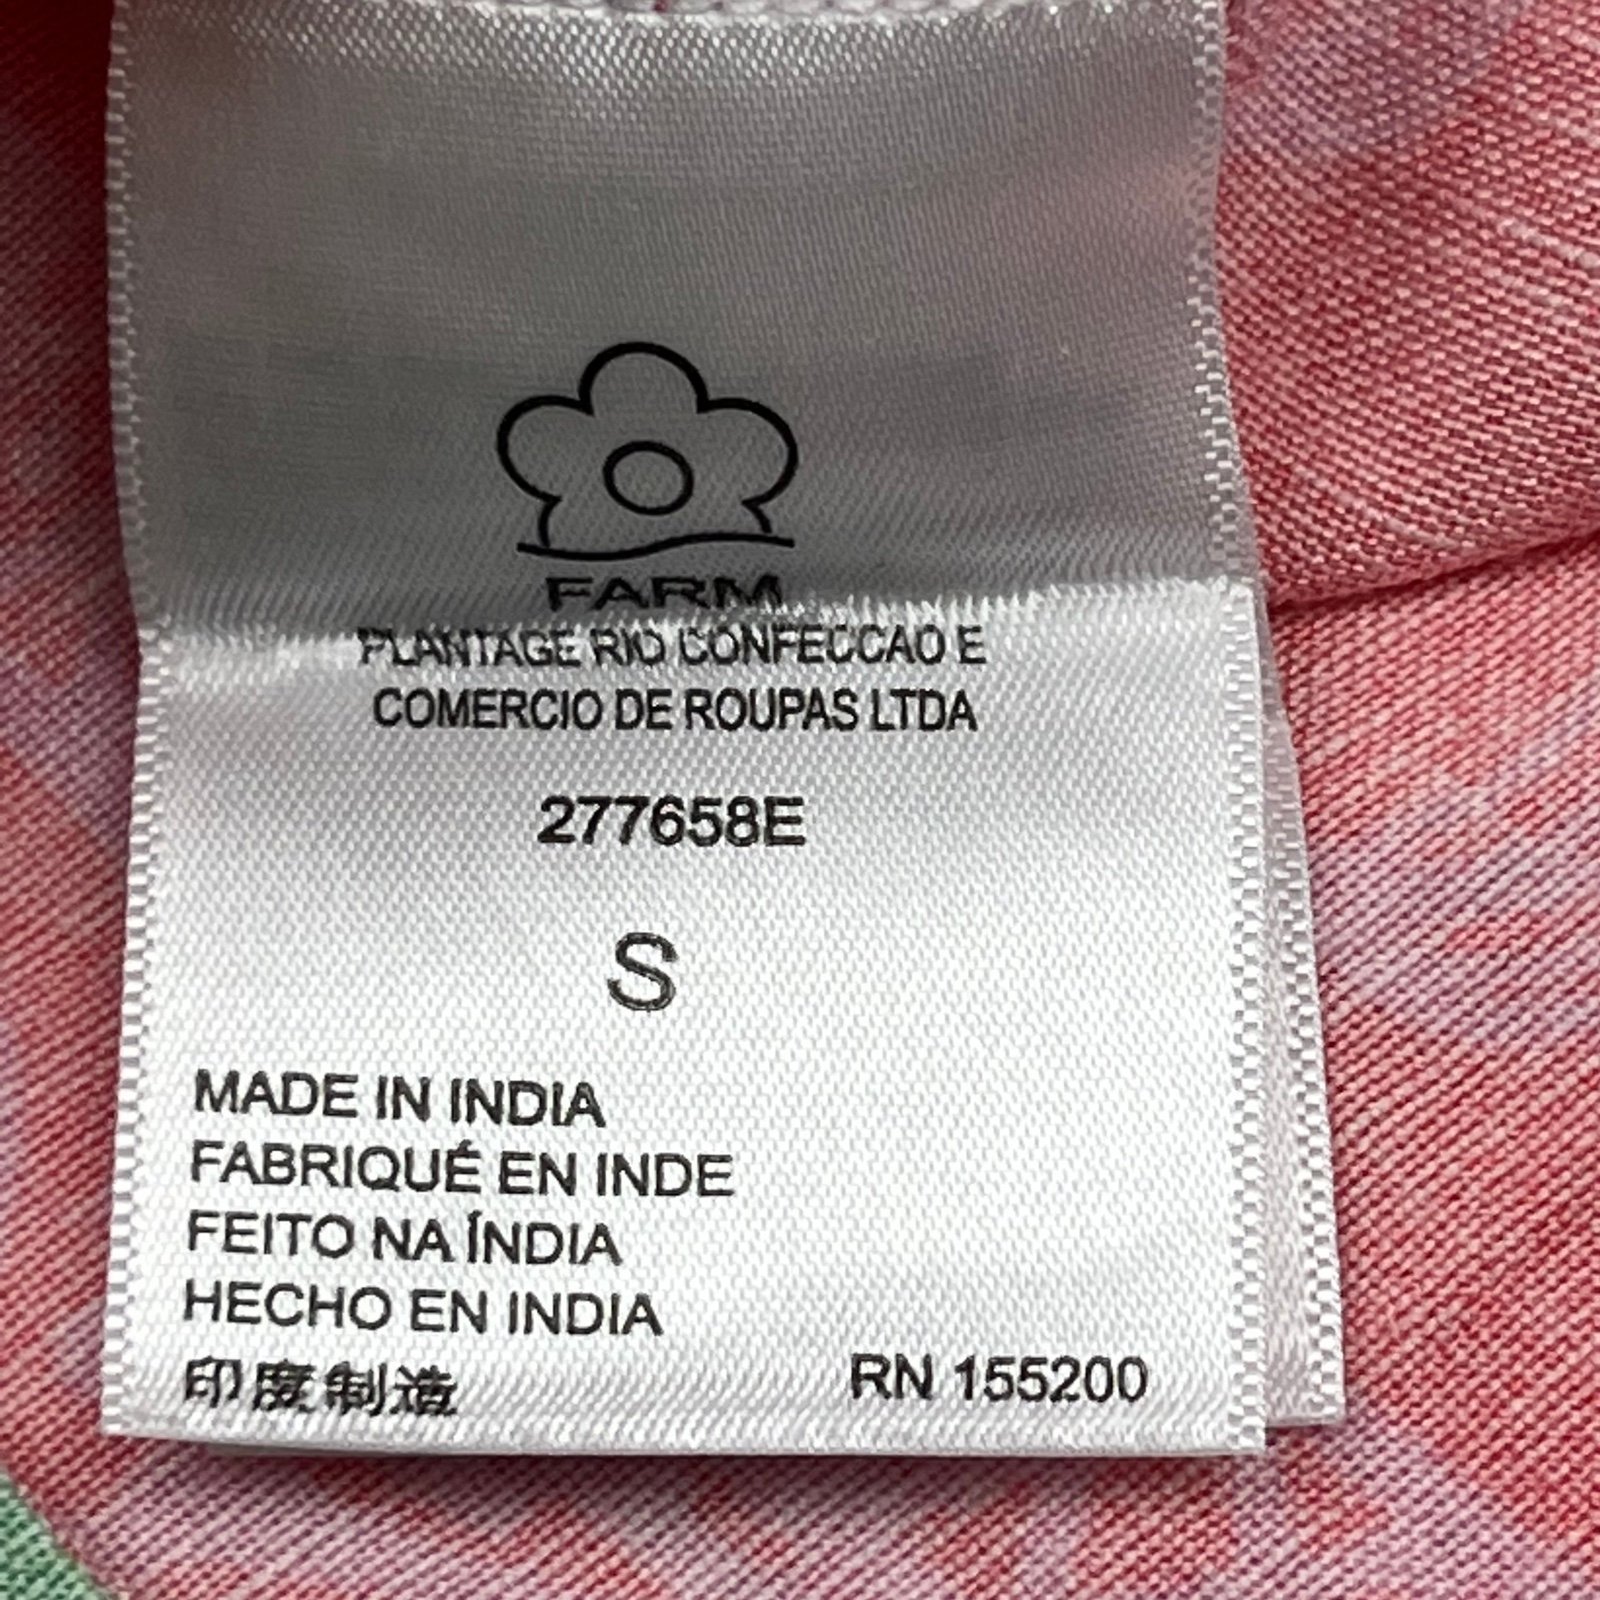 FARM
PLANTAGE RIO CONFECCAO E
COMERCIO DE ROUPAS LTDA
277658E
S
MADE IN INDIA
FABRIQUÉ EN INDE
FEITO NA ÍNDIA
HECHO EN INDIA
印度制造
RN 155200